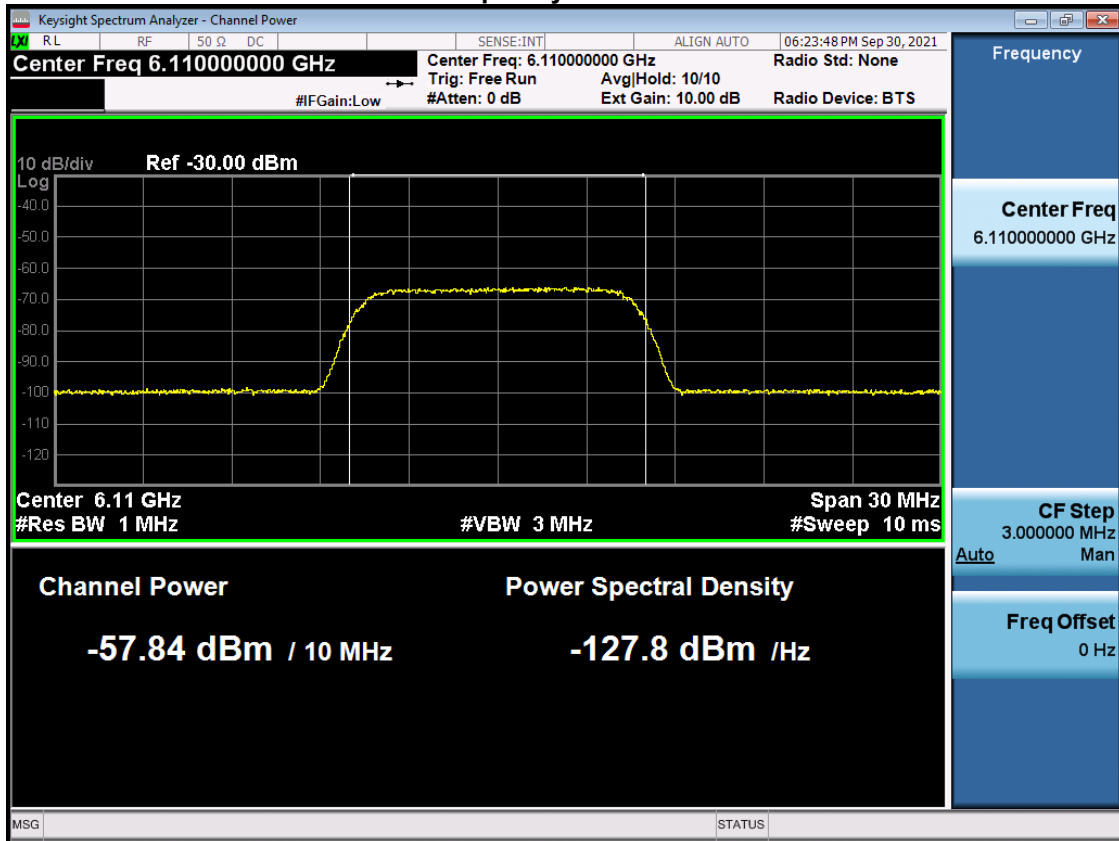 Keysight Spectrum Analyzer - Channel Power
LXI RL RF 50 Ω DC SENSE:INT ALIGN AUTO 06:23:48 PM Sep 30, 2021
Center Freq 6.110000000 GHz
Center Freq: 6.110000000 GHz Radio Std: None
Trig: Free Run Avg|Hold: 10/10
#IFGain:Low #Atten: 0 dB Ext Gain: 10.00 dB Radio Device: BTS
Frequency
10 dB/div Ref -30.00 dBm
Log
-40.0
-50.0
-60.0
-70.0
-80.0
-90.0
-100
-110
-120
Center 6.11 GHz Span 30 MHz
#Res BW 1 MHz #VBW 3 MHz #Sweep 10 ms
Channel Power Power Spectral Density
-57.84 dBm / 10 MHz -127.8 dBm /Hz
Center Freq
6.110000000 GHz
CF Step
3.000000 MHz
Auto Man
Freq Offset
0 Hz
MSG STATUS